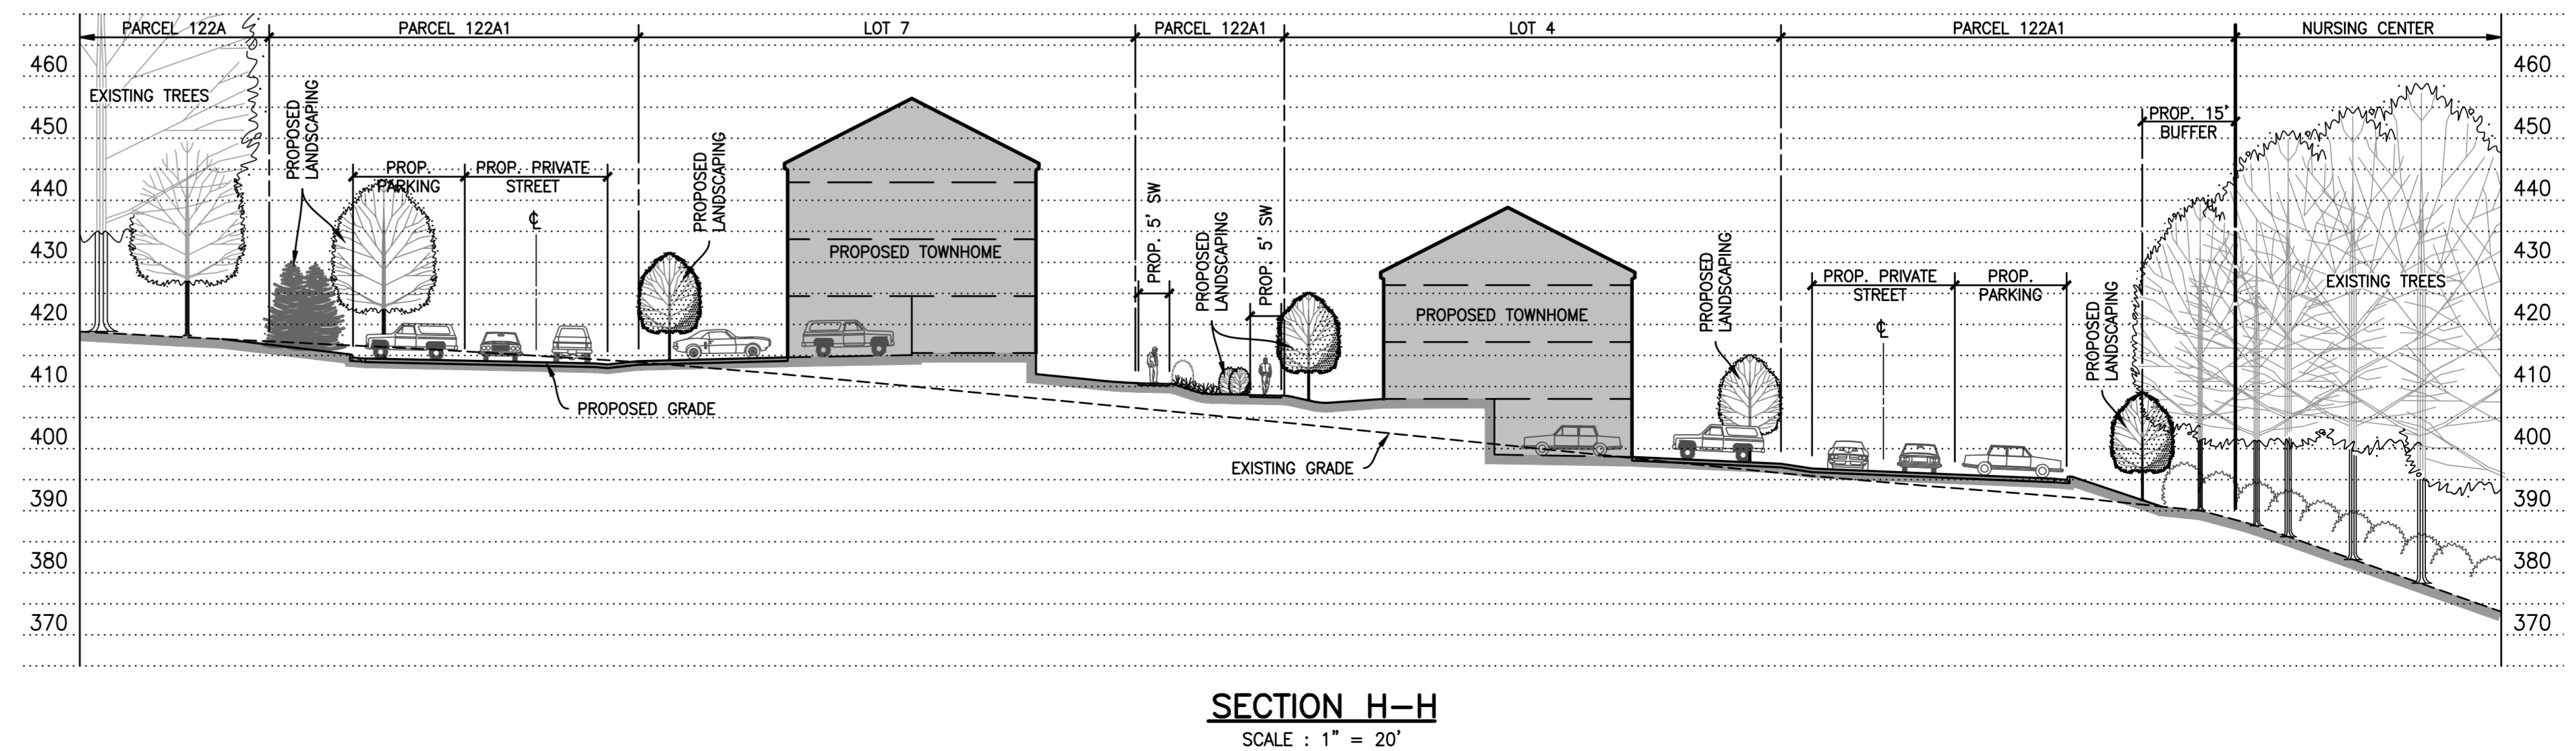 PARCEL 122A
PARCEL 122A1
LOT 7
PARCEL 122A1
LOT 4
PARCEL 122A1
NURSING CENTER
460
450
440
430
420
410
400
390
380
370
EXISTING TREES
PROPOSED
LANDSCAPING
PROP.
PARKING
PROP. PRIVATE
STREET
℄
PROPOSED
LANDSCAPING
PROPOSED TOWNHOME
PROPOSED GRADE
PROP. 5' SW
PROPOSED
LANDSCAPING
PROP. 5' SW
EXISTING GRADE
PROPOSED TOWNHOME
PROPOSED
LANDSCAPING
PROP. PRIVATE
STREET
℄
PROP.
PARKING
PROPOSED
LANDSCAPING
PROP. 15'
BUFFER
EXISTING TREES
460
450
440
430
420
410
400
390
380
370
SECTION H-H
SCALE : 1" = 20'